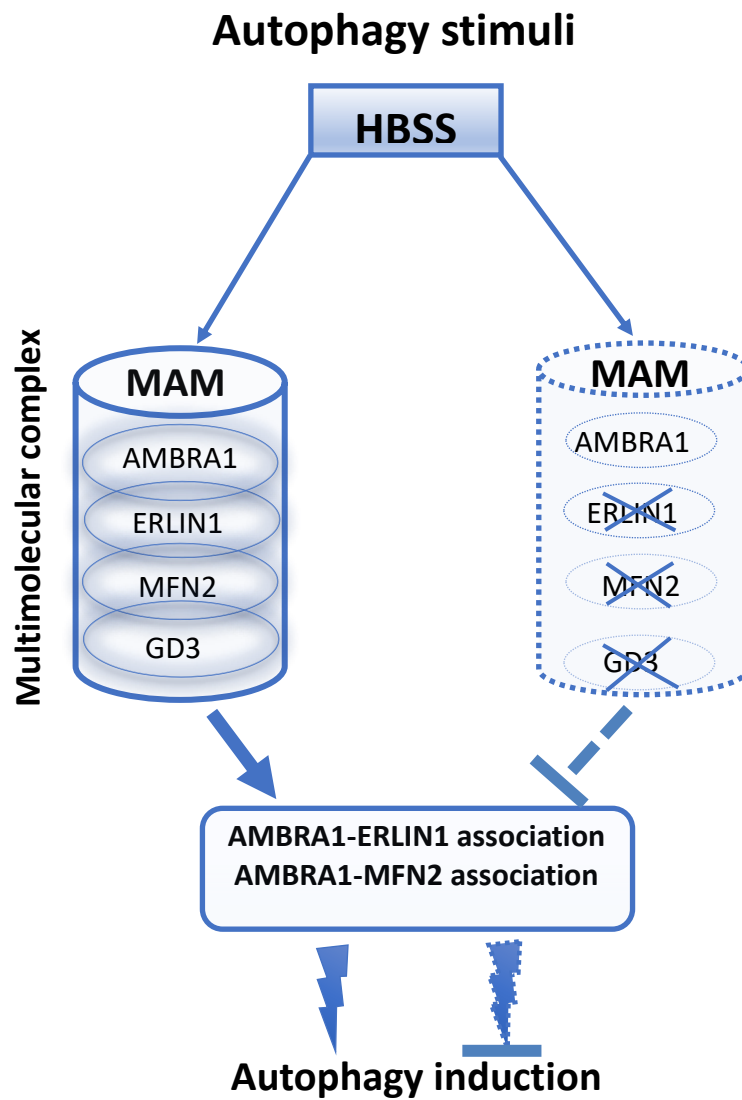 Autophagy stimuli
HBSS
Multimolecular complex
MAM
AMBRA1
ERLIN1
MFN2
GD3
MAM
AMBRA1
ERLIN1
MFN2
GD3
AMBRA1-ERLIN1 association
AMBRA1-MFN2 association
Autophagy induction